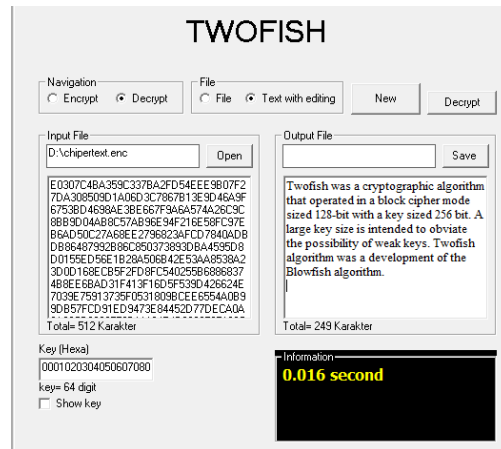 TWOFISH
Navigation
Encrypt Decrypt
File
File Text with editing
New
Decrypt
Input File
D:\chipertext.enc
Open
E0307C4BA359C337BA2FD54EEE9B07F2
7DA308509D1A06D3C7867B13E9D46A9F
6753BD4698AE3BE667F9A6A574A26C9C
8BB9D04AB8C57AB96E94F216E58FC97E
B6AD50C27A68EE2796823AFCD7840ADB
DB86487992B86C850373893DBA4595D8
D0155ED56E1B28A506B42E53AA8538A2
3D0D168ECB5F2FD8FC540255B6886837
4B8EE6BAD31F413F16D5F539D426624E
7039E75913735F0531809BCEE6554A0B9
9DB57FCD91ED9473E84452D77DECA0A
Total= 512 Karakter
Output File
Save
Twofish was a cryptographic algorithm
that operated in a block cipher mode
sized 128-bit with a key sized 256 bit. A
large key size is intended to obviate
the possibility of weak keys. Twofish
algorithm was a development of the
Blowfish algorithm.
Total= 249 Karakter
Key (Hexa)
0001020304050607080
key= 64 digit
Show key
Information
0.016 second